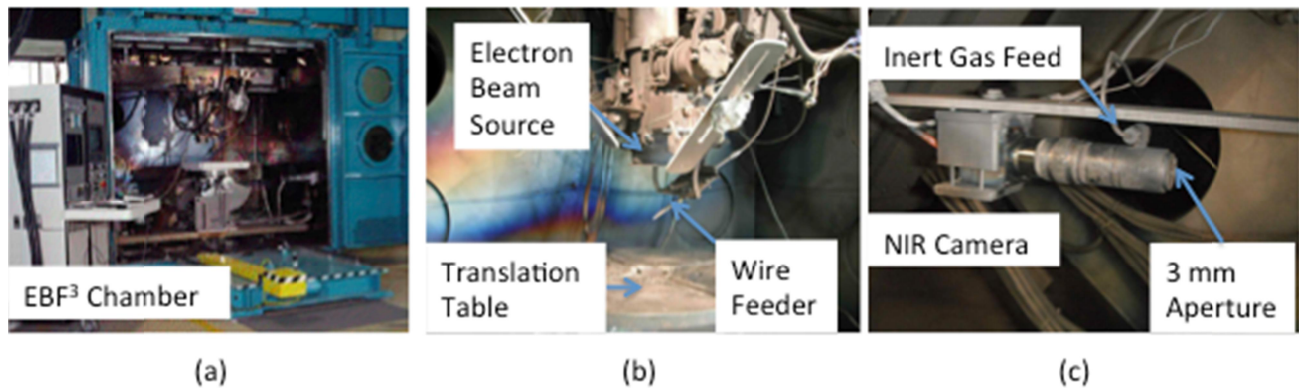 EBF³ Chamber
(a)
Electron
Beam
Source
Translation
Table
Wire
Feeder
(b)
Inert Gas Feed
NIR Camera
3 mm
Aperture
(c)